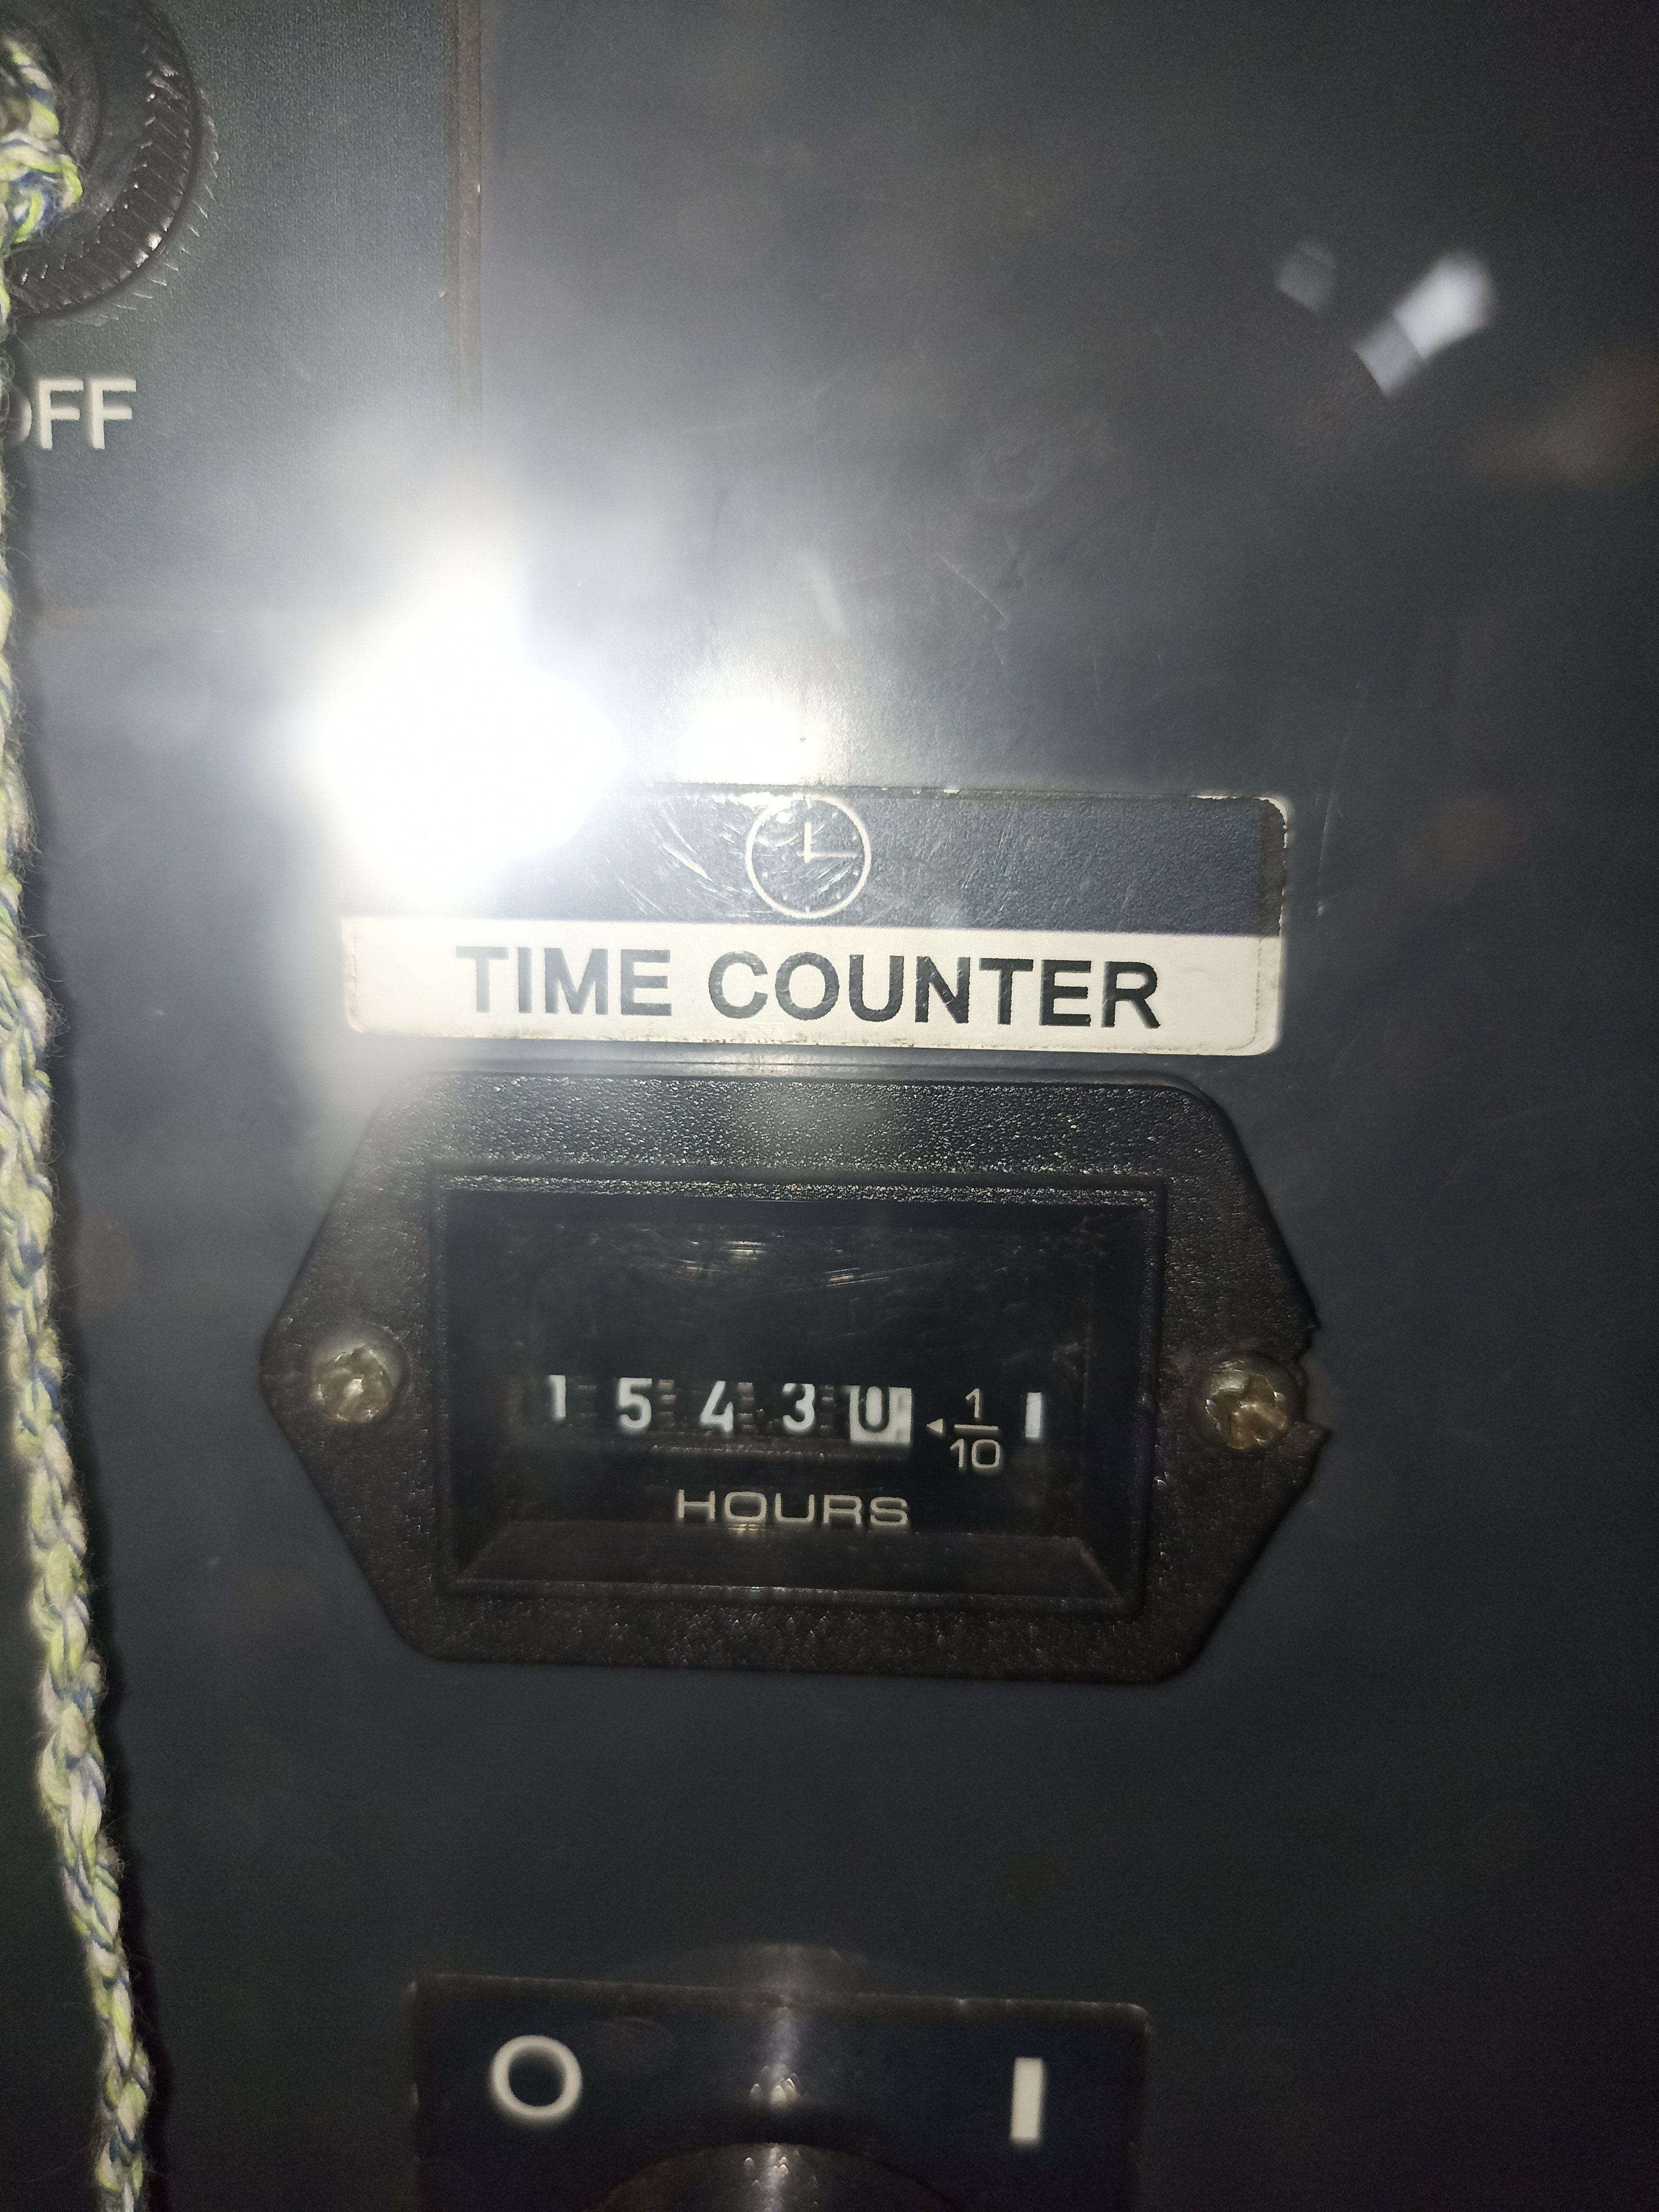 OFF
TIME COUNTER
1 5 4 3 0 ◂ 1/10
HOURS
O I